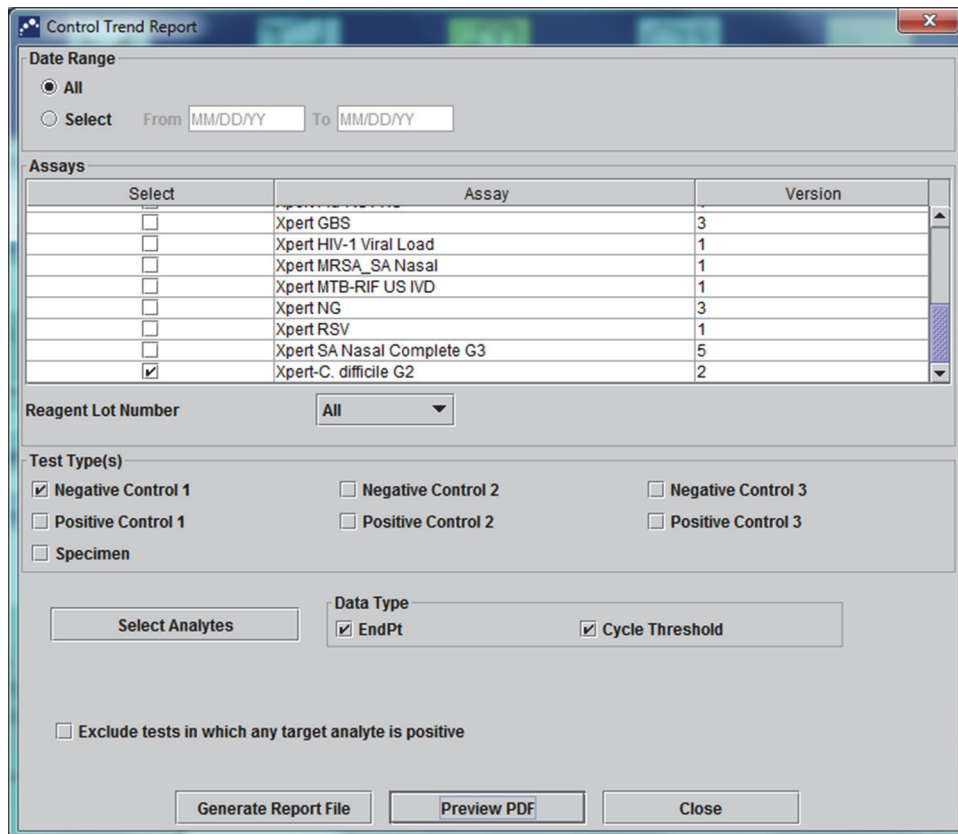 Control Trend Report
Date Range
All
Select From MM/DD/YY To MM/DD/YY
Assays
Select Assay Version
Xpert GBS 3
Xpert HIV-1 Viral Load 1
Xpert MRSA_SA Nasal 1
Xpert MTB-RIF US IVD 1
Xpert NG 3
Xpert RSV 1
Xpert SA Nasal Complete G3 5
Xpert-C. difficile G2 2
Reagent Lot Number All
Test Type(s)
Negative Control 1 Negative Control 2 Negative Control 3
Positive Control 1 Positive Control 2 Positive Control 3
Specimen
Data Type
Select Analytes EndPt Cycle Threshold
Exclude tests in which any target analyte is positive
Generate Report File Preview PDF Close